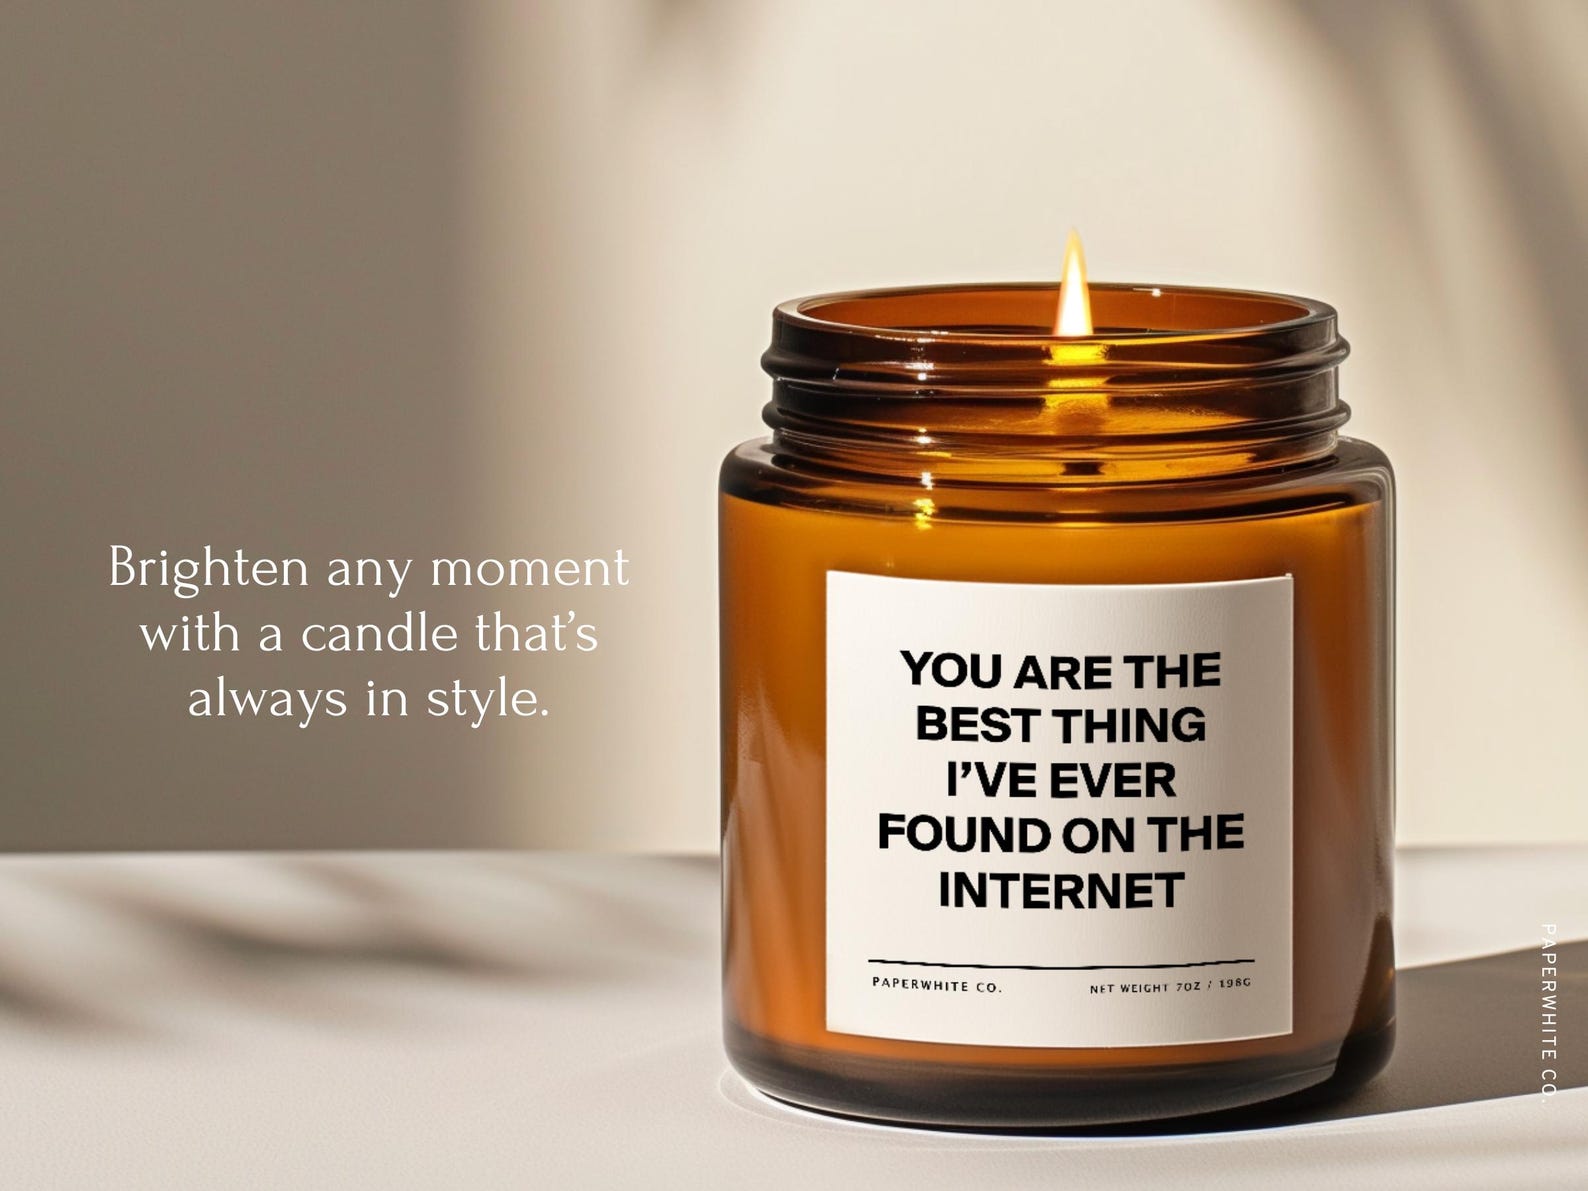 Brighten any moment
with a candle that’s
always in style.
YOU ARE THE
BEST THING
I’VE EVER
FOUND ON THE
INTERNET
PAPERWHITE CO.
NET WEIGHT 7OZ / 198G
PAPERWHITE CO.